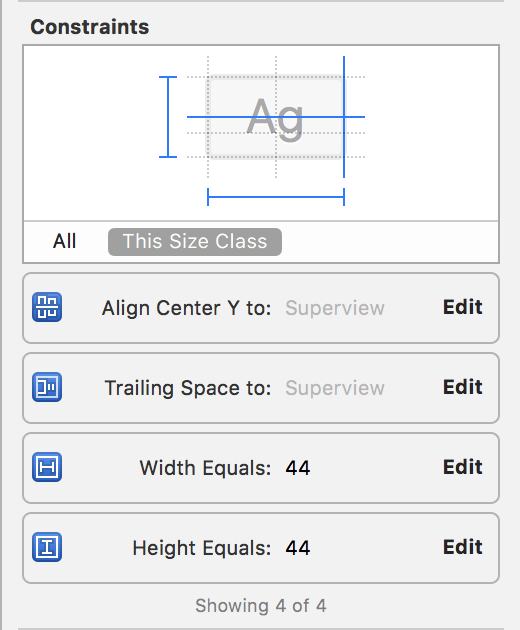 Constraints
Ag
All This Size Class
Align Center Y to: Superview Edit
Trailing Space to: Superview Edit
Width Equals: 44 Edit
Height Equals: 44 Edit
Showing 4 of 4